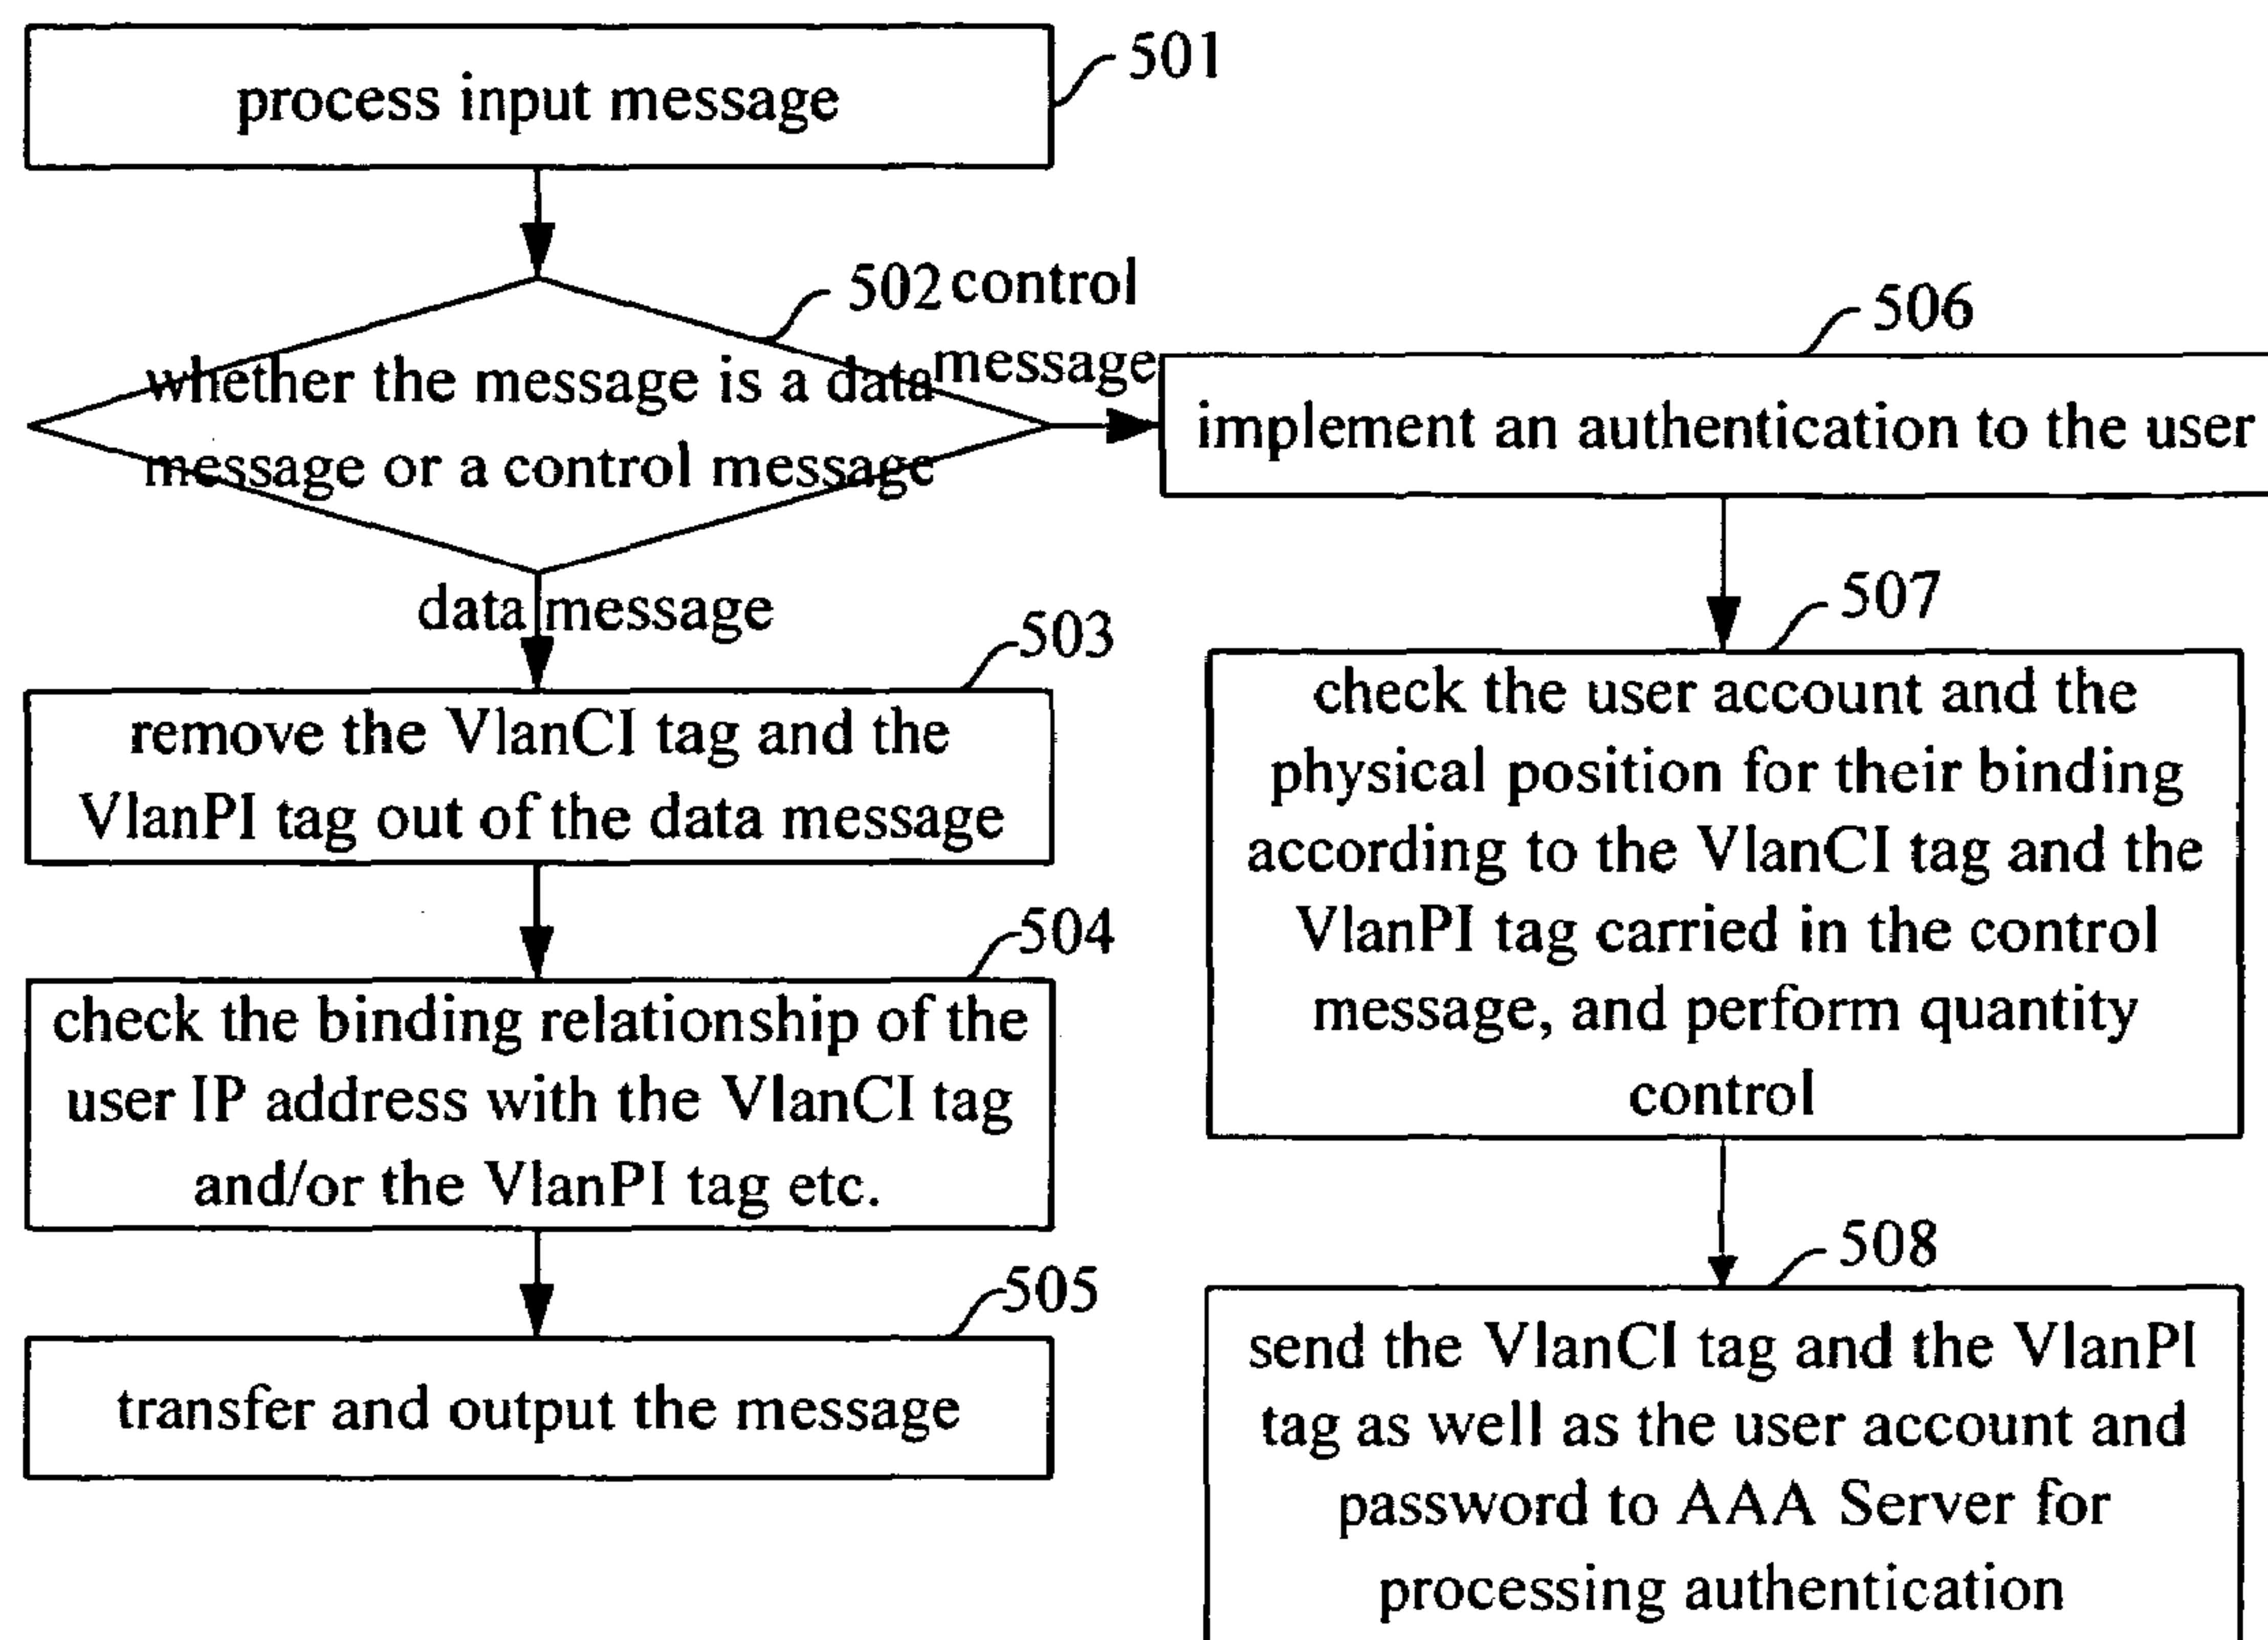 501
process input message
502
control
message
whether the message is a data
message or a control message
data message
503
remove the VlanCI tag and the
VlanPI tag out of the data message
504
check the binding relationship of the
user IP address with the VlanCI tag
and/or the VlanPI tag etc.
505
transfer and output the message
506
implement an authentication to the user
507
check the user account and the
physical position for their binding
according to the VlanCI tag and the
VlanPI tag carried in the control
message, and perform quantity
control
508
send the VlanCI tag and the VlanPI
tag as well as the user account and
password to AAA Server for
processing authentication